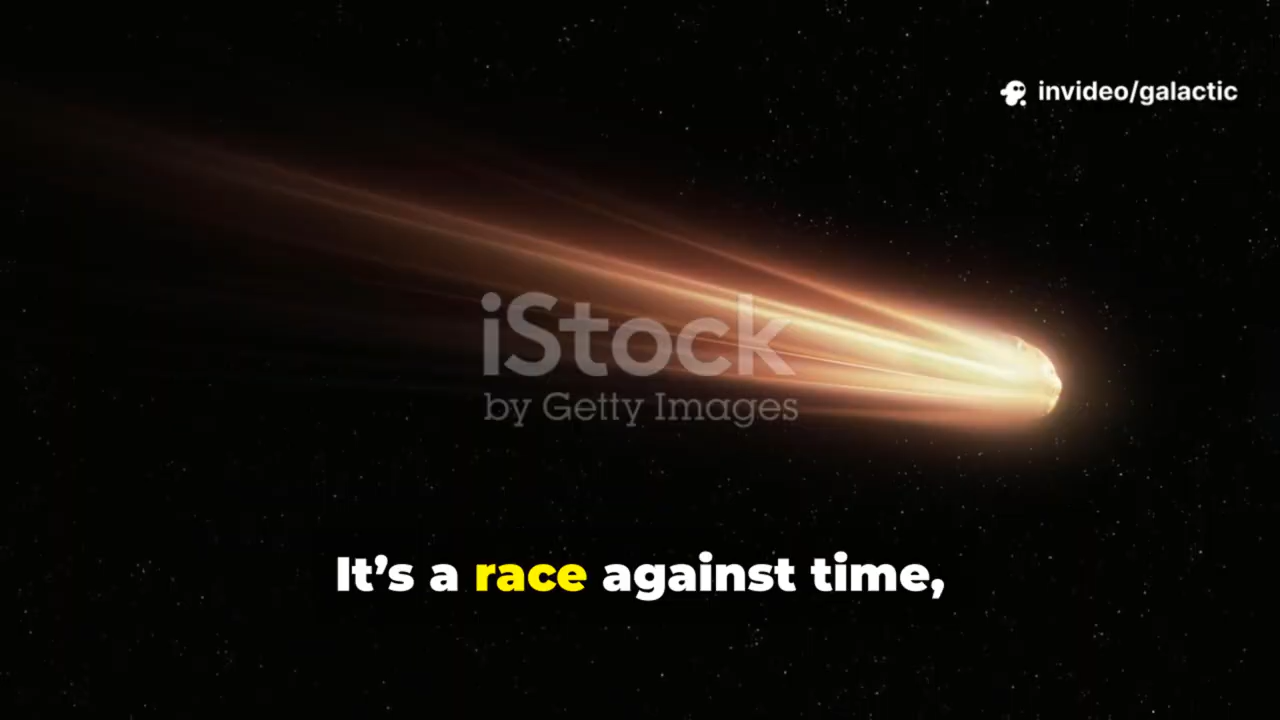 invideo/galactic
iStock
by Getty Images
It’s a race against time,